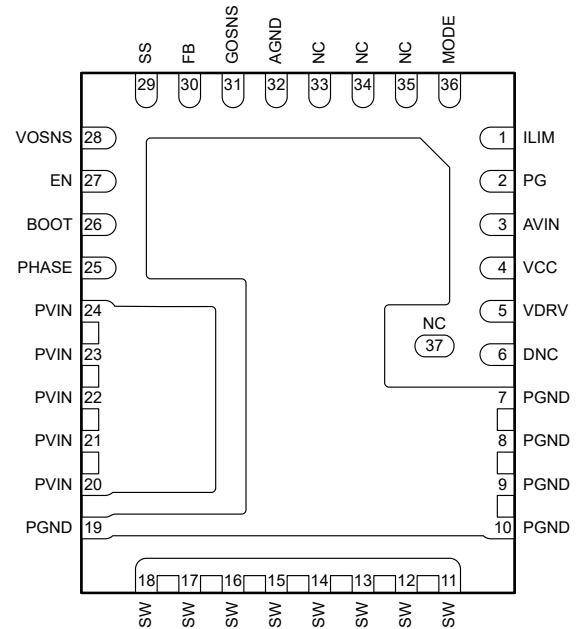 SS FB GOSNS AGND NC NC NC MODE
29 30 31 32 33 34 35 36
VOSNS 28 1 ILIM
EN 27 2 PG
BOOT 26 3 AVIN
PHASE 25 4 VCC
PVIN 24 5 VDRV
NC
PVIN 23 37 6 DNC
PVIN 22 7 PGND
PVIN 21 8 PGND
PVIN 20 9 PGND
PGND 19 10 PGND
18 17 16 15 14 13 12 11
SW SW SW SW SW SW SW SW